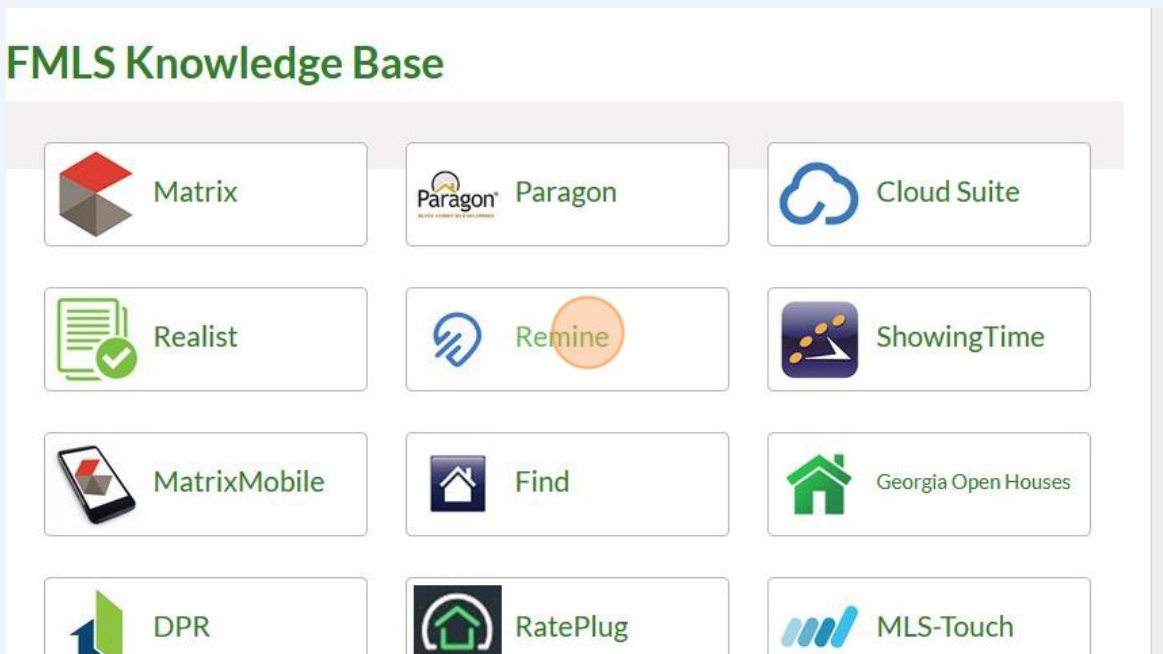 FMLS Knowledge Base
Matrix
Paragon®
Paragon
Cloud Suite
Realist
Remine
ShowingTime
MatrixMobile
Find
Georgia Open Houses
DPR
RatePlug
MLS-Touch